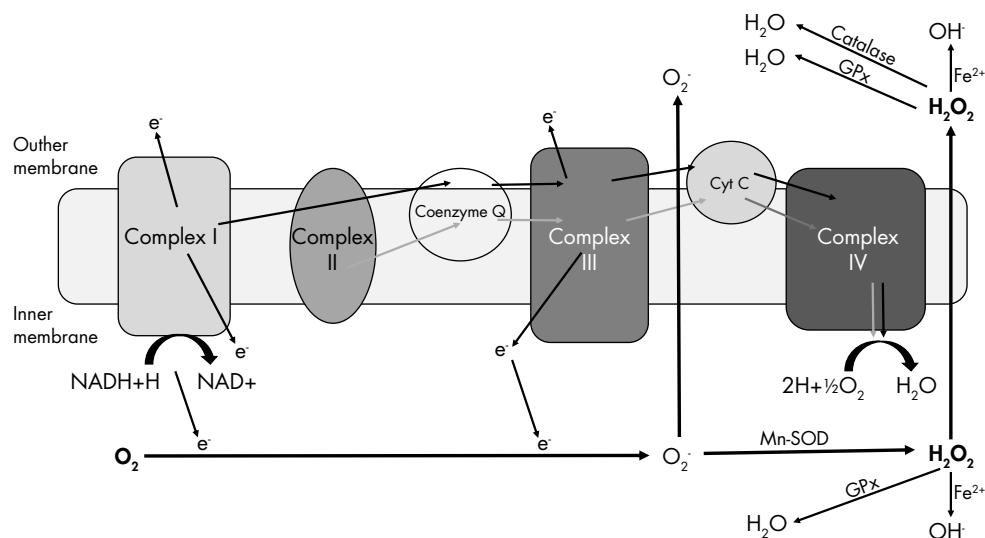 H₂O
Catalase
OH⁻
H₂O
GPx
Fe²⁺
O₂⁻
H₂O₂
e⁻
e⁻
Outher
membrane
Cyt C
Coenzyme Q
Complex I
Complex
II
Complex
III
Complex
IV
Inner
membrane
e⁻
e⁻
NADH+H
NAD+
2H+½O₂
H₂O
e⁻
e⁻
Mn-SOD
O₂
O₂⁻
H₂O₂
GPx
Fe²⁺
H₂O
OH⁻